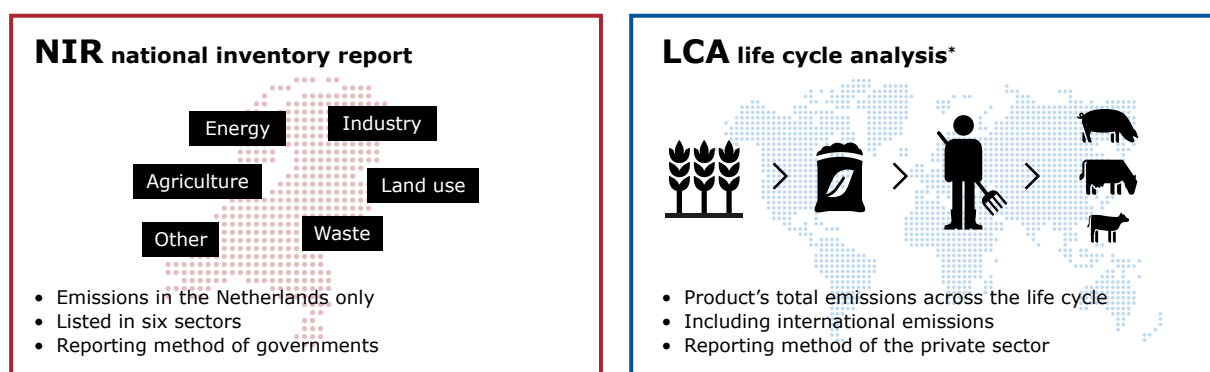 NIR national inventory report
Energy
Industry
Agriculture
Land use
Other
Waste
• Emissions in the Netherlands only
• Listed in six sectors
• Reporting method of governments
LCA life cycle analysis*
• Product's total emissions across the life cycle
• Including international emissions
• Reporting method of the private sector